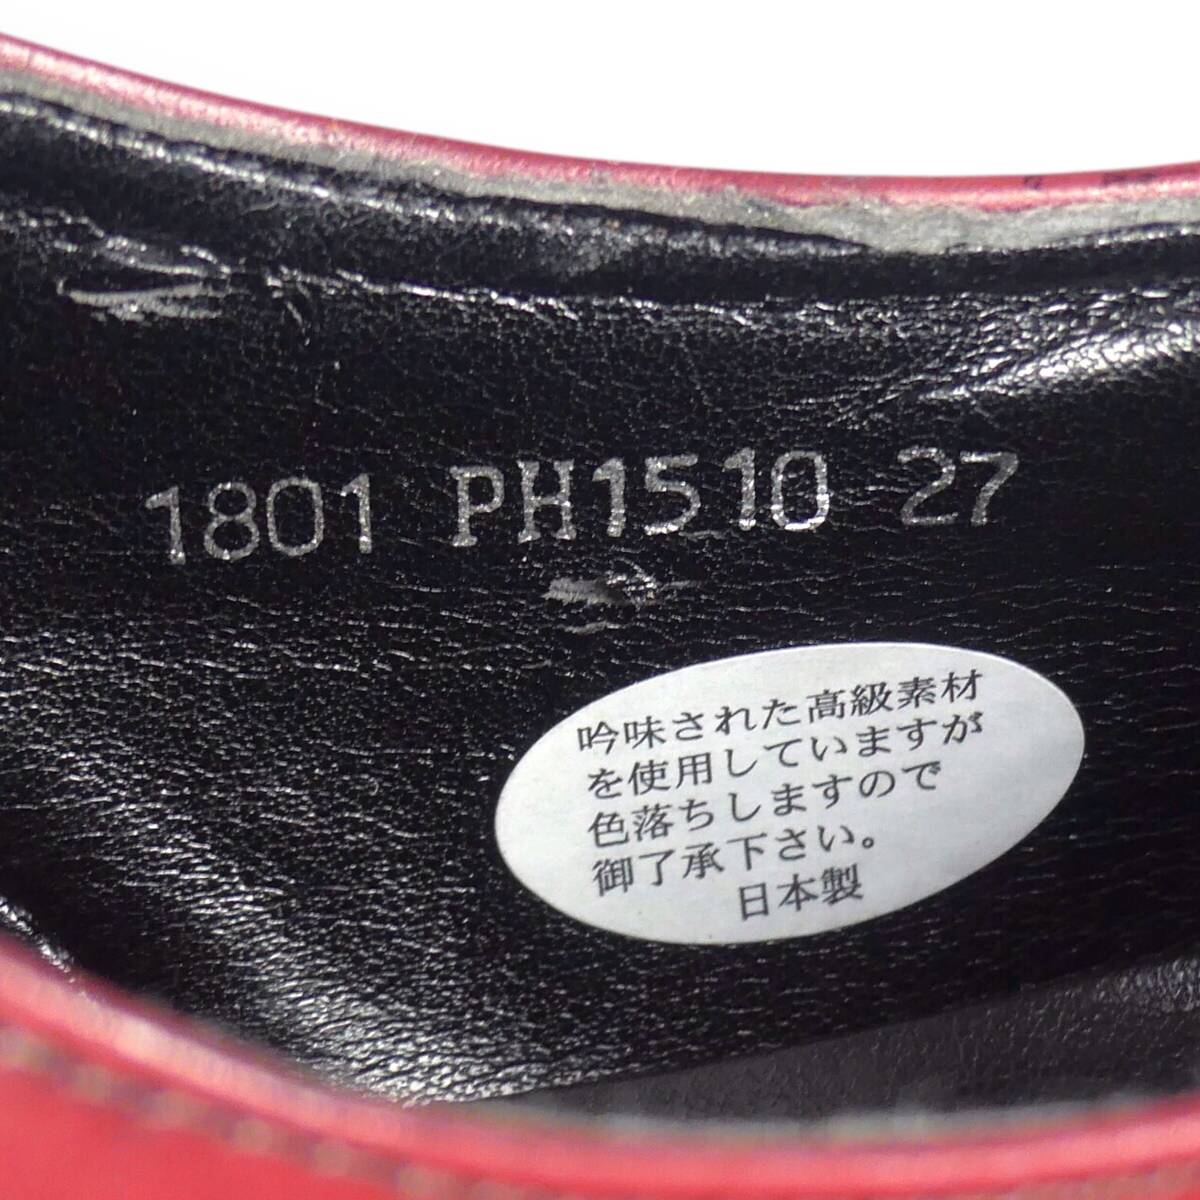 1801 PH1510 27
吟味された高級素材
を使用していますが
色落ちしますので
御了承下さい。
日本製